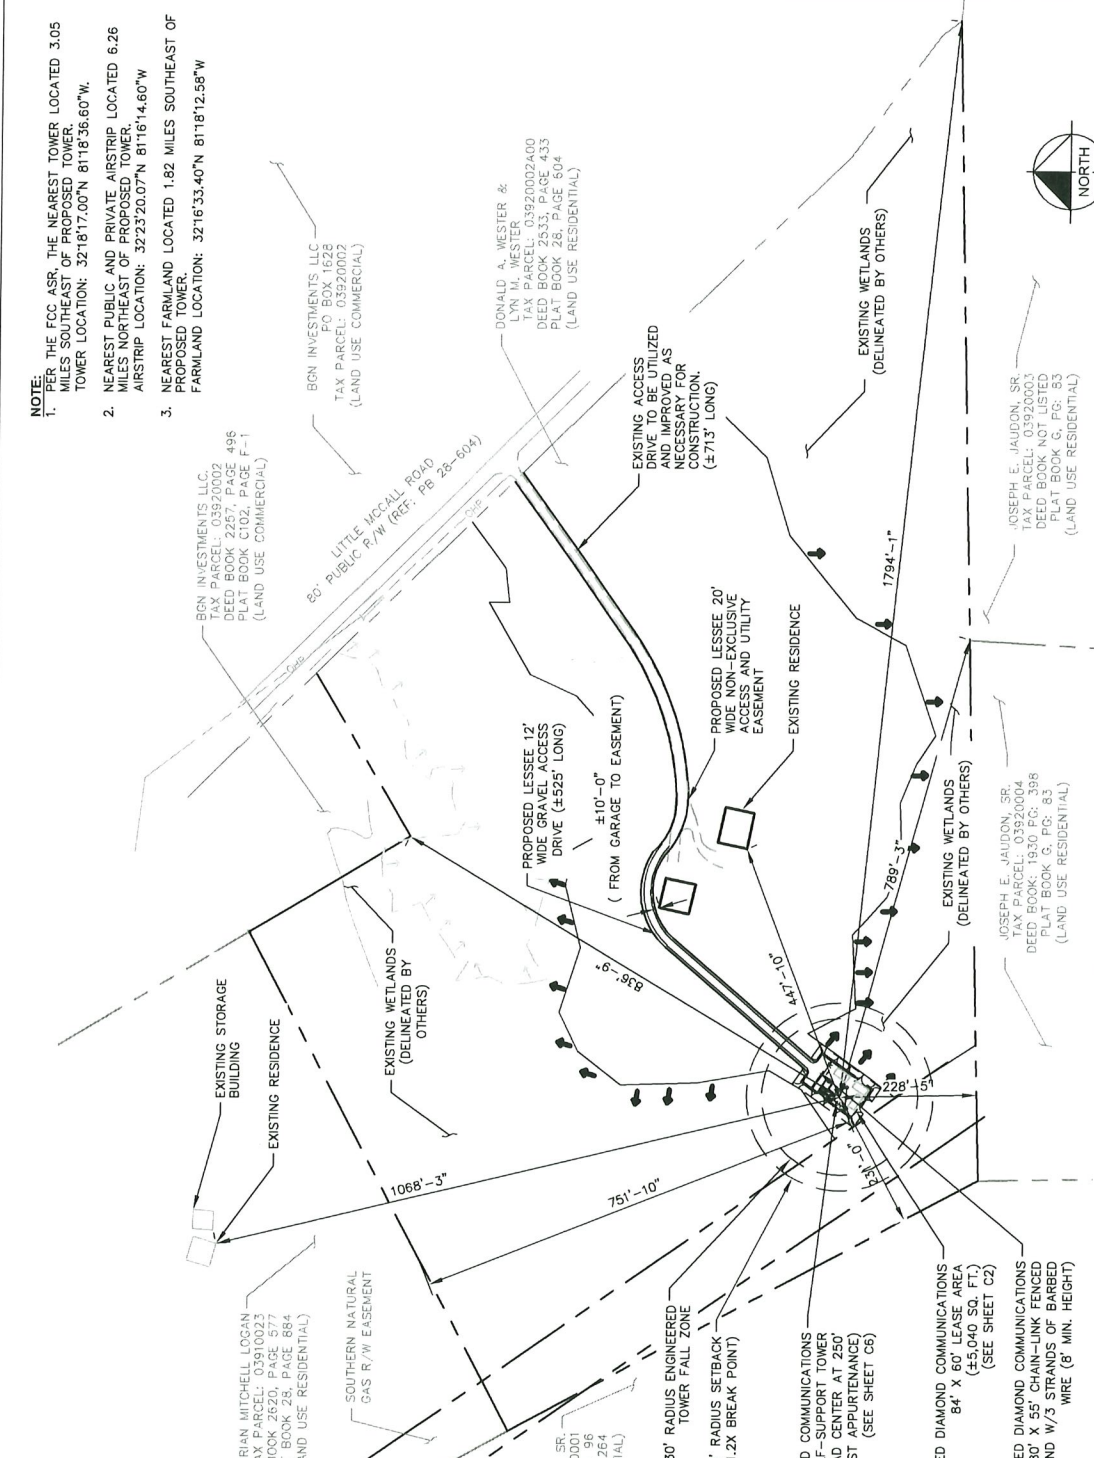 NOTE:
1. PER THE FCC ASR, THE NEAREST TOWER LOCATED 3.05
MILES SOUTHEAST OF PROPOSED TOWER.
TOWER LOCATION: 32°18'17.00"N 81°18'36.60"W.
2. NEAREST PUBLIC AND PRIVATE AIRSTRIP LOCATED 6.26
MILES NORTHEAST OF PROPOSED TOWER.
AIRSTRIP LOCATION: 32°23'20.07"N 81°16'14.60"W
3. NEAREST FARMLAND LOCATED 1.82 MILES SOUTHEAST OF
PROPOSED TOWER.
FARMLAND LOCATION: 32°16'33.40"N 81°18'12.58"W
BGN INVESTMENTS LLC
PO BOX 1628
TAX PARCEL: 03920002
(LAND USE COMMERCIAL)
DONALD A. WESTER &
LYN M. WESTER
TAX PARCEL: 03920002A00
DEED BOOK 2533, PAGE 433
PLAT BOOK 28, PAGE 604
(LAND USE RESIDENTIAL)
BGN INVESTMENTS LLC.
TAX PARCEL: 03920002
DEED BOOK 2257, PAGE 496
PLAT BOOK C102, PAGE F-1
(LAND USE COMMERCIAL)
LITTLE MCCALL ROAD
80' PUBLIC R/W (REF: PB 28-604)
OHP
OHP
EXISTING ACCESS
DRIVE TO BE UTILIZED
AND IMPROVED AS
NECESSARY FOR
CONSTRUCTION.
(±713' LONG)
EXISTING WETLANDS
(DELINEATED BY OTHERS)
NORTH
JOSEPH E. JAUDON, SR.
TAX PARCEL: 03920003
DEED BOOK NOT LISTED
PLAT BOOK G, PG: 83
(LAND USE RESIDENTIAL)
1794'-1"
PROPOSED LESSEE 12'
WIDE GRAVEL ACCESS
DRIVE (±525' LONG)
±10'-0"
( FROM GARAGE TO EASEMENT)
PROPOSED LESSEE 20'
WIDE NON-EXCLUSIVE
ACCESS AND UTILITY
EASEMENT
EXISTING RESIDENCE
EXISTING WETLANDS
(DELINEATED BY OTHERS)
JOSEPH E. JAUDON, SR.
TAX PARCEL: 03920004
DEED BOOK: 1930 PG: 398
PLAT BOOK G, PG: 83
(LAND USE RESIDENTIAL)
789'-3"
836'-9"
447'-10"
EXISTING STORAGE
BUILDING
EXISTING RESIDENCE
EXISTING WETLANDS
(DELINEATED BY
OTHERS)
1068'-3"
751'-10"
228'-5"
231'-0"
RIAN MITCHELL LOGAN
AX PARCEL: 03910023
OOK 2620, PAGE 577
BOOK 28, PAGE 884
AND USE RESIDENTIAL)
SOUTHERN NATURAL
GAS R/W EASEMENT
SR.
0001
96
264
IAL)
30' RADIUS ENGINEERED
TOWER FALL ZONE
' RADIUS SETBACK
1.2X BREAK POINT)
D COMMUNICATIONS
F-SUPPORT TOWER
AD CENTER AT 250'
ST APPURTENANCE)
(SEE SHEET C6)
ED DIAMOND COMMUNICATIONS
84' X 60' LEASE AREA
(±5,040 SQ. FT.)
(SEE SHEET C2)
ED DIAMOND COMMUNICATIONS
80' X 55' CHAIN-LINK FENCED
ND W/3 STRANDS OF BARBED
WIRE (8' MIN. HEIGHT)